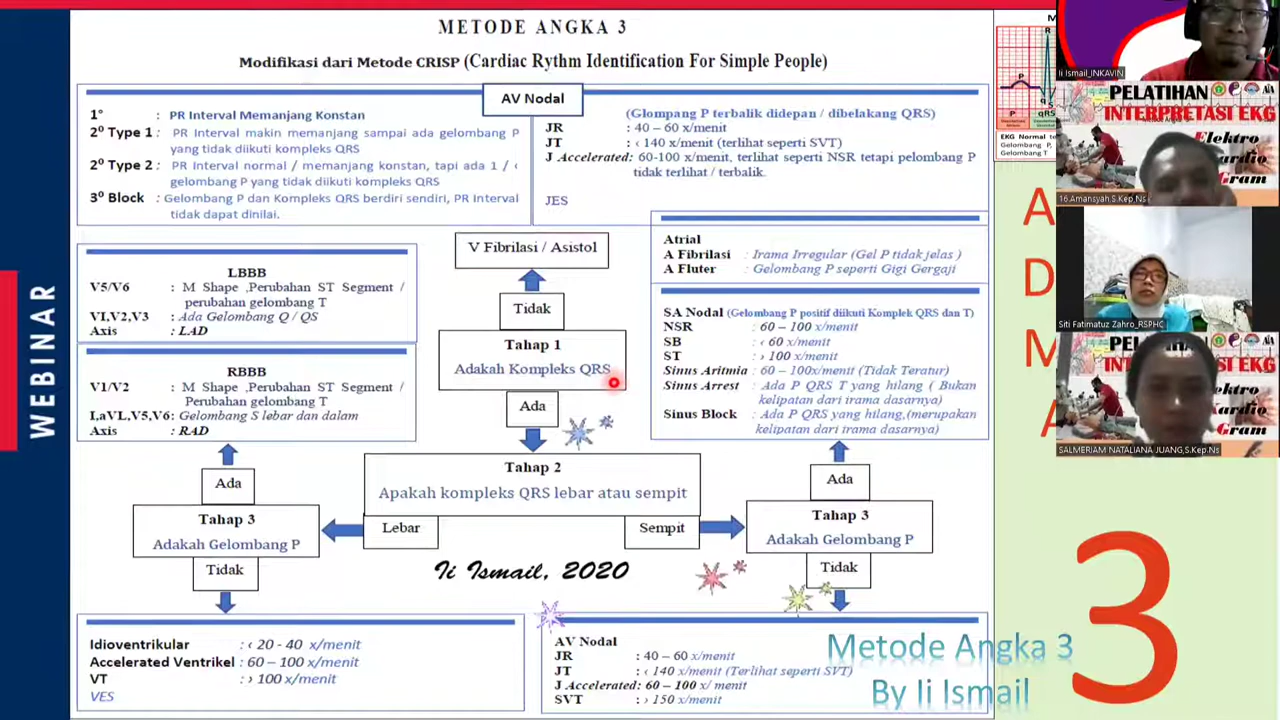 METODE ANGKA 3
Modifikasi dari Metode CRISP (Cardiac Rythm Identification For Simple People)
AV Nodal
1° : PR Interval Memanjang Konstan
2⁰ Type 1 : PR Interval makin memanjang sampai ada gelombang P
yang tidak diikuti kompleks QRS
2⁰ Type 2 : PR Interval normal / memanjang konstan, tapi ada 1 / ‹
gelombang P yang tidak diikuti kompleks QRS
3⁰ Block : Gelombang P dan Kompleks QRS berdiri sendiri, PR Interval
tidak dapat dinilai.
(Glompang P terbalik didepan / dibelakang QRS)
JR : 40 – 60 x/menit
JT : ‹ 140 x/menit (terlihat seperti SVT)
J Accelerated: 60-100 x/menit, terlihat seperti NSR tetapi pelombang P
tidak terlihat / terbalik.
JES
LBBB
V5/V6 : M Shape ,Perubahan ST Segment /
perubahan gelombang T
VI,V2,V3 : Ada Gelombang Q / QS
Axis : LAD
RBBB
V1/V2 : M Shape ,Perubahan ST Segment /
Perubahan gelombang T
I,aVL,V5,V6: Gelombang S lebar dan dalam
Axis : RAD
V Fibrilasi / Asistol
Tidak
Tahap 1
Adakah Kompleks QRS
Ada
Atrial
A Fibrilasi : Irama Irregular (Gel P tidak jelas )
A Fluter : Gelombang P seperti Gigi Gergaji
SA Nodal (Gelombang P positif diikuti Komplek QRS dan T)
NSR : 60 – 100 x/menit
SB : ‹ 60 x/menit
ST : › 100 x/menit
Sinus Aritmia : 60 – 100x/menit (Tidak Teratur)
Sinus Arrest : Ada P QRS T yang hilang ( Bukan
kelipatan dari irama dasarnya)
Sinus Block : Ada P QRS yang hilang,(merupakan
kelipatan dari irama dasarnya)
Tahap 2
Apakah kompleks QRS lebar atau sempit
Lebar
Sempit
Ada
Tahap 3
Adakah Gelombang P
Tidak
Ada
Tahap 3
Adakah Gelombang P
Tidak
Ii Ismail, 2020
Idioventrikular : ‹ 20 - 40 x/menit
Accelerated Ventrikel : 60 – 100 x/menit
VT : › 100 x/menit
VES
AV Nodal
JR : 40 – 60 x/menit
JT : ‹ 140 x/menit (Terlihat seperti SVT)
J Accelerated : 60 – 100 x/ menit
SVT : › 150 x/menit
Metode Angka 3
By Ii Ismail
3
WEBINAR
A
D
M
A
M
R
P
P
qRS
EKG Normal
Gelombang P,
Gelombang T
Ii Ismail_INKAVIN
PELATIHAN
INTERPRETASI EKG
Elektro
Kardio
Gram
16.Amansyah S.Kep.Ns
Siti Fatimatuz Zahro_RSPHC
INTERPRETASI EKG
SALMERIAM NATALIANA JUANG,S.Kep.Ns